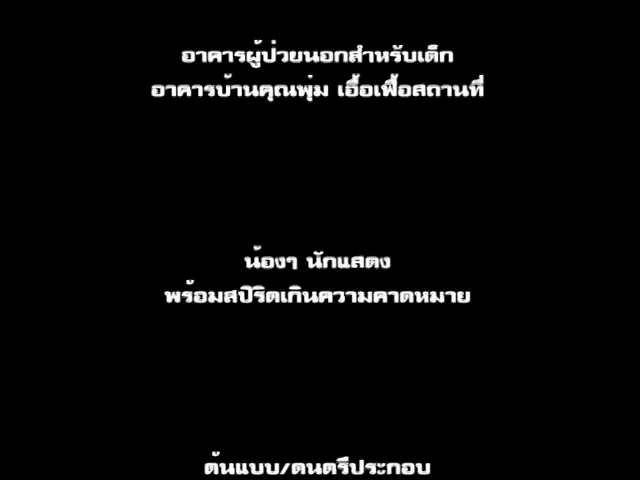 อาคารผู้ป่วยนอกสำหรับเด็ก
อาคารบ้านคุณพุ่ม เอื้อเฟื้อสถานที่
น้องๆ นักแสดง
พร้อมสปิริตเกินความคาดหมาย
ต้นแบบ/ดนตรีประกอบ